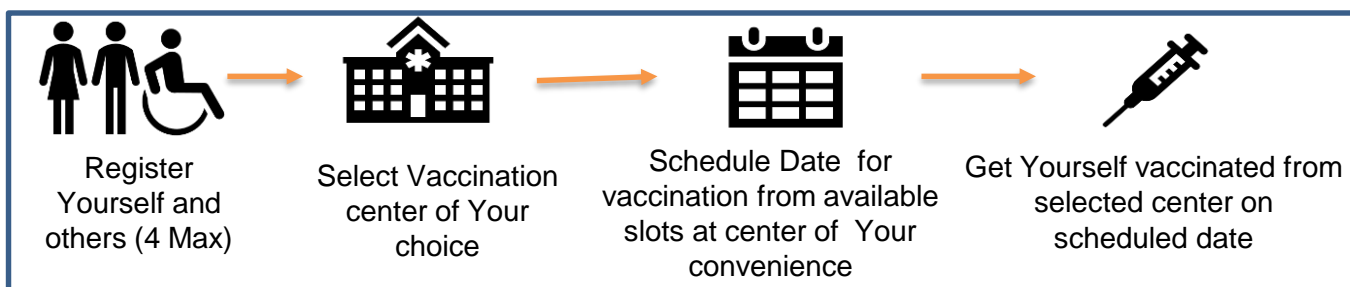 Register
Yourself and
others (4 Max)
Select Vaccination
center of Your
choice
Schedule Date for
vaccination from available
slots at center of Your
convenience
Get Yourself vaccinated from
selected center on
scheduled date